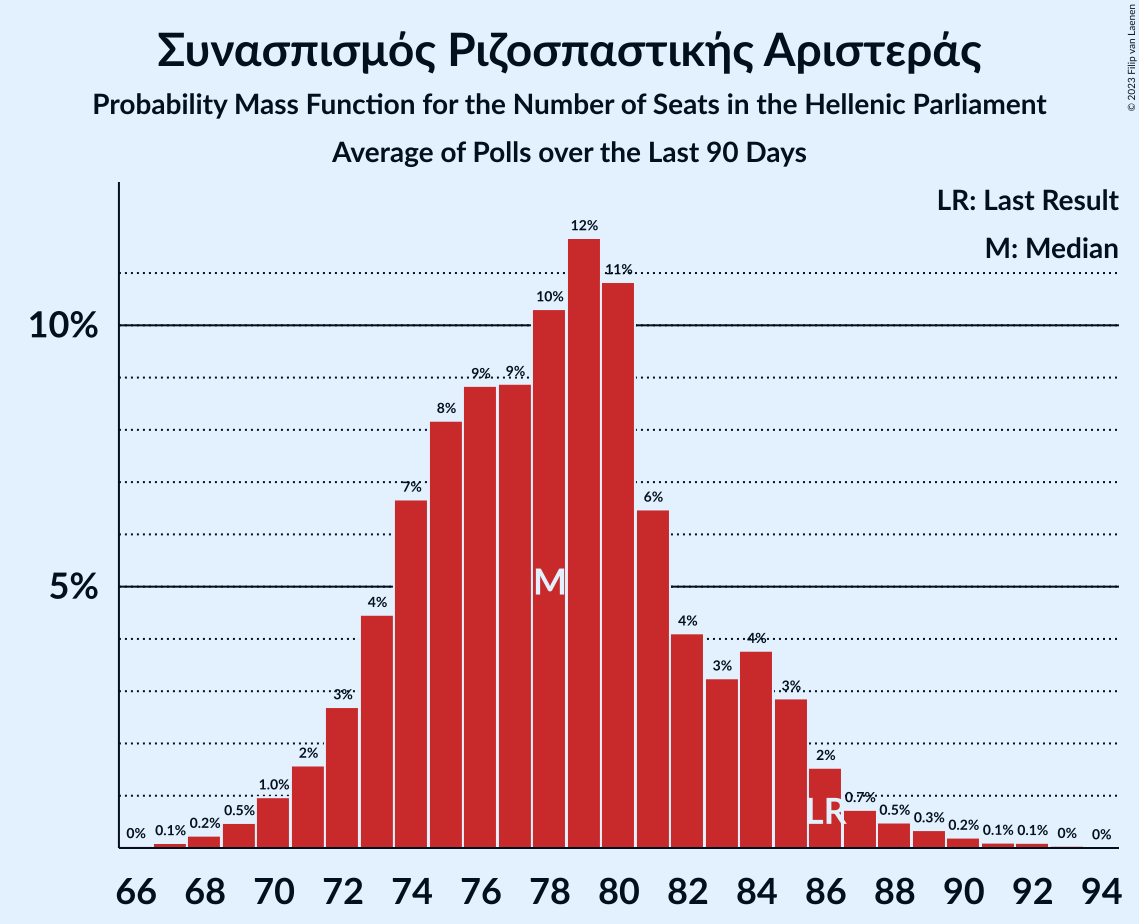 Συνασπισμός Ριζοσπαστικής Αριστεράς
Probability Mass Function for the Number of Seats in the Hellenic Parliament
Average of Polls over the Last 90 Days
© 2023 Filip van Laenen
LR: Last Result
M: Median
10%
5%
0% 0.1% 0.2% 0.5% 1.0% 2% 3% 4% 7% 8% 9% 9% 10% 12% 11% 6% 4% 3% 4% 3% 2% 0.7% 0.5% 0.3% 0.2% 0.1% 0.1% 0% 0%
M
LR
66 68 70 72 74 76 78 80 82 84 86 88 90 92 94